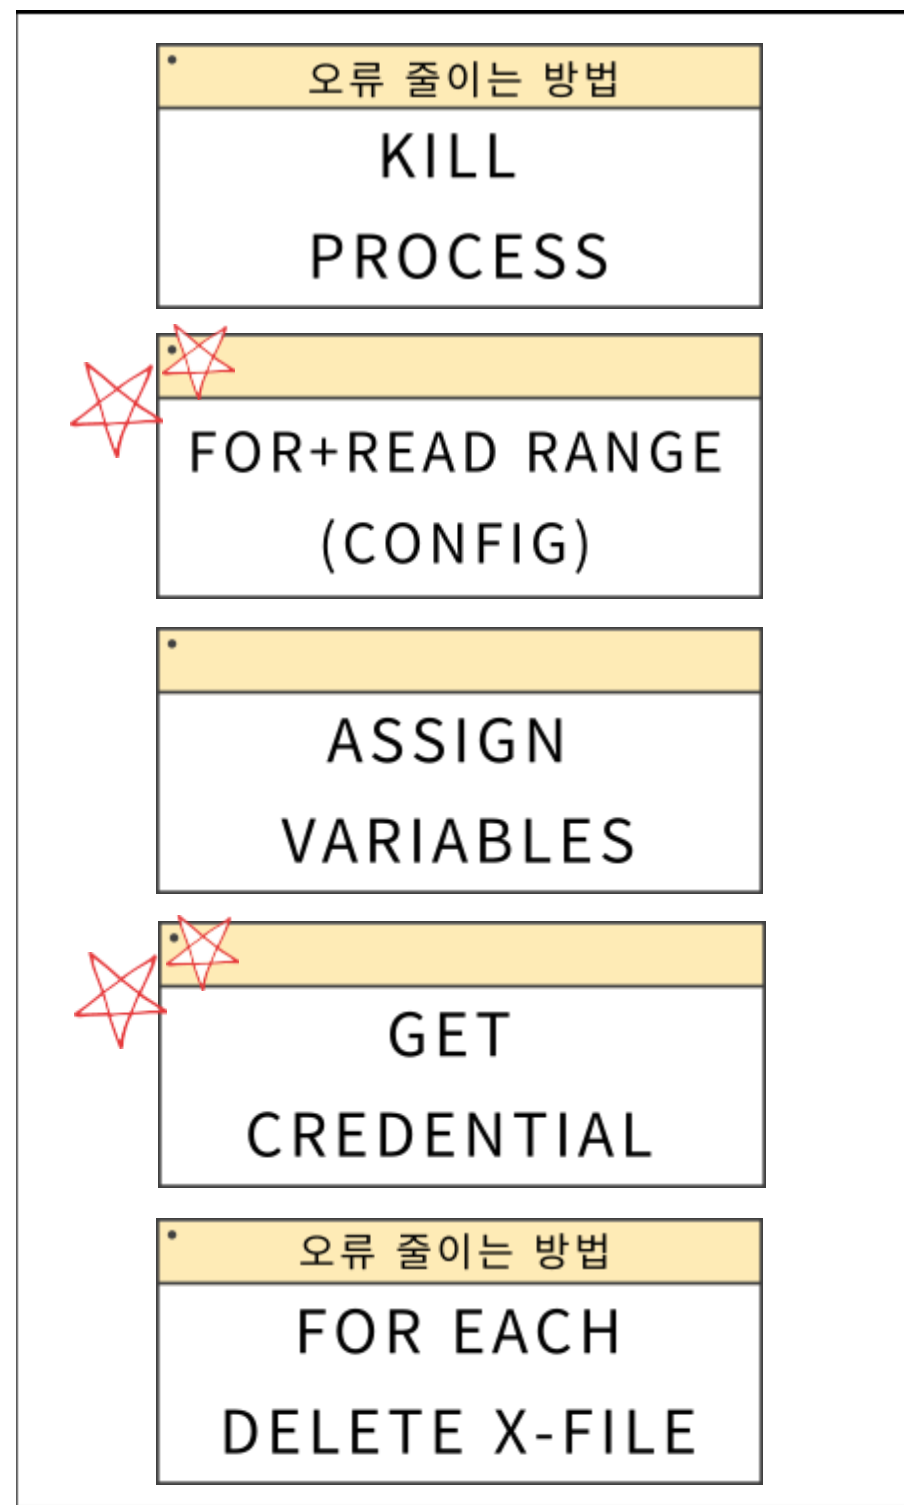 오류 줄이는 방법
KILL
PROCESS
FOR+READ RANGE
(CONFIG)
ASSIGN
VARIABLES
GET
CREDENTIAL
오류 줄이는 방법
FOR EACH
DELETE X-FILE